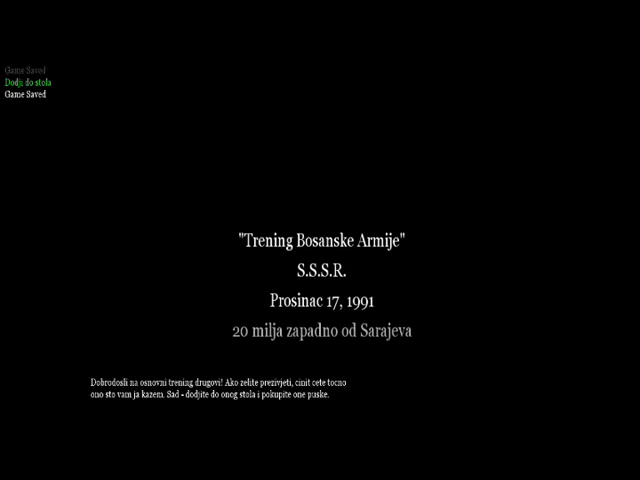 Game Saved
Dodji do stola
Game Saved
"Trening Bosanske Armije"
S.S.S.R.
Prosinac 17, 1991
20 milja zapadno od Sarajeva
Dobrodosli na osnovni trening drugovi! Ako zelite prezivjeti, cinit cete tocno
ono sto vam ja kazem. Sad - dodjite do onog stola i pokupite one puske.